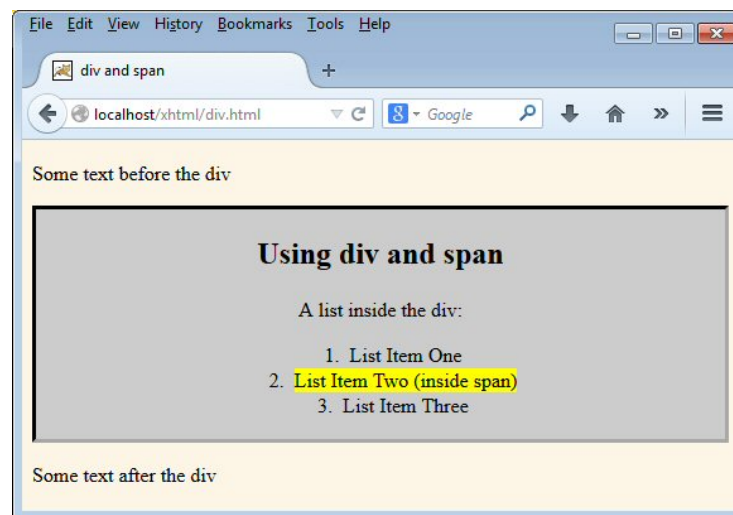 File Edit View History Bookmarks Tools Help
div and span
localhost/xhtml/div.html
8 Google
Some text before the div
Using div and span
A list inside the div:
1. List Item One
2. List Item Two (inside span)
3. List Item Three
Some text after the div